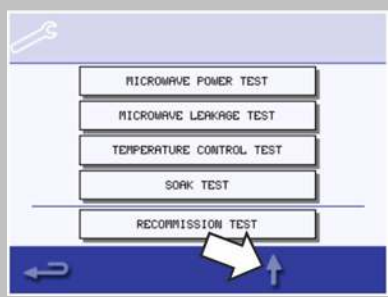 MICROWAVE POWER TEST
MICROWAVE LEAKAGE TEST
TEMPERATURE CONTROL TEST
SOAK TEST
RECOMMISSION TEST